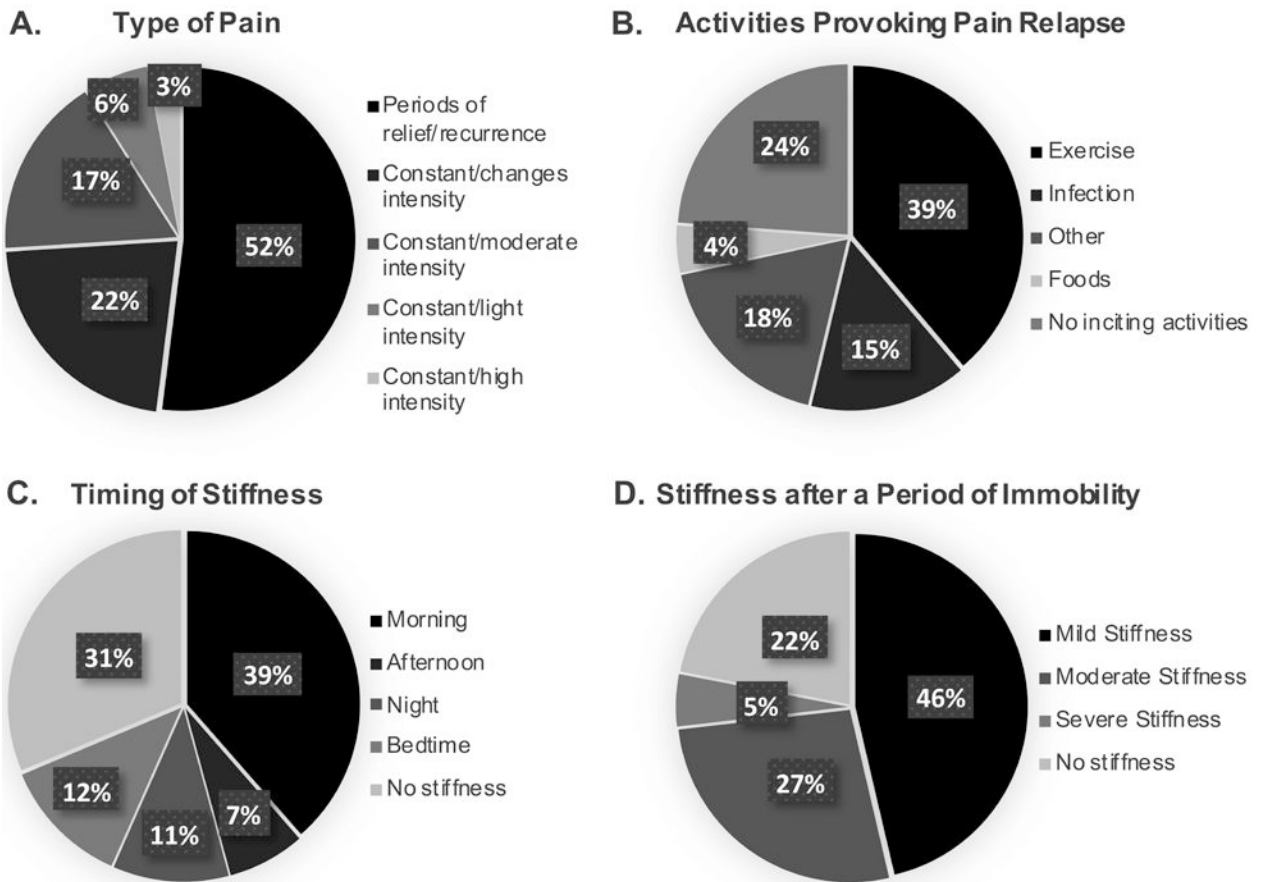 A. Type of Pain
3%
6%
17%
52%
22%
Periods of
relief/recurrence
Constant/changes
intensity
Constant/moderate
intensity
Constant/light
intensity
Constant/high
intensity
B. Activities Provoking Pain Relapse
24%
39%
4%
18%
15%
Exercise
Infection
Other
Foods
No inciting activities
C. Timing of Stiffness
31%
39%
12%
7%
11%
Morning
Afternoon
Night
Bedtime
No stiffness
D. Stiffness after a Period of Immobility
22%
46%
5%
27%
Mild Stiffness
Moderate Stiffness
Severe Stiffness
No stiffness